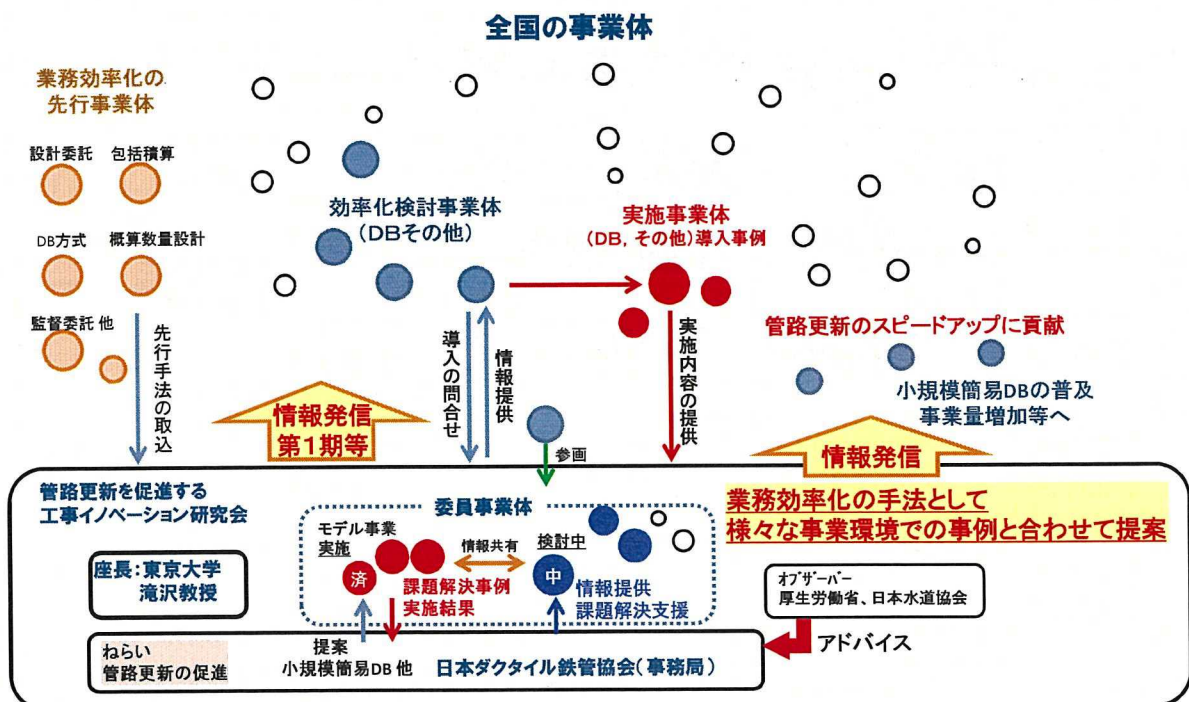 全国の事業体
業務効率化の
先行事業体
設計委託
包括積算
DB方式
概算数量設計
監督委託 他
先行手法の取込
効率化検討事業体
(DBその他)
実施事業体
(DB, その他)導入事例
導入の問合せ
情報提供
実施内容の提供
管路更新のスピードアップに貢献
小規模簡易DBの普及
事業量増加等へ
情報発信
第1期等
参画
情報発信
管路更新を促進する
工事イノベーション研究会
座長:東京大学
滝沢教授
委員事業体
モデル事業
実施
済
情報共有
検討中
中
課題解決事例
実施結果
情報提供
課題解決支援
業務効率化の手法として
様々な事業環境での事例と合わせて提案
オブザーバー
厚生労働省、日本水道協会
アドバイス
ねらい
管路更新の促進
提案
小規模簡易DB 他
日本ダクタイル鉄管協会(事務局)